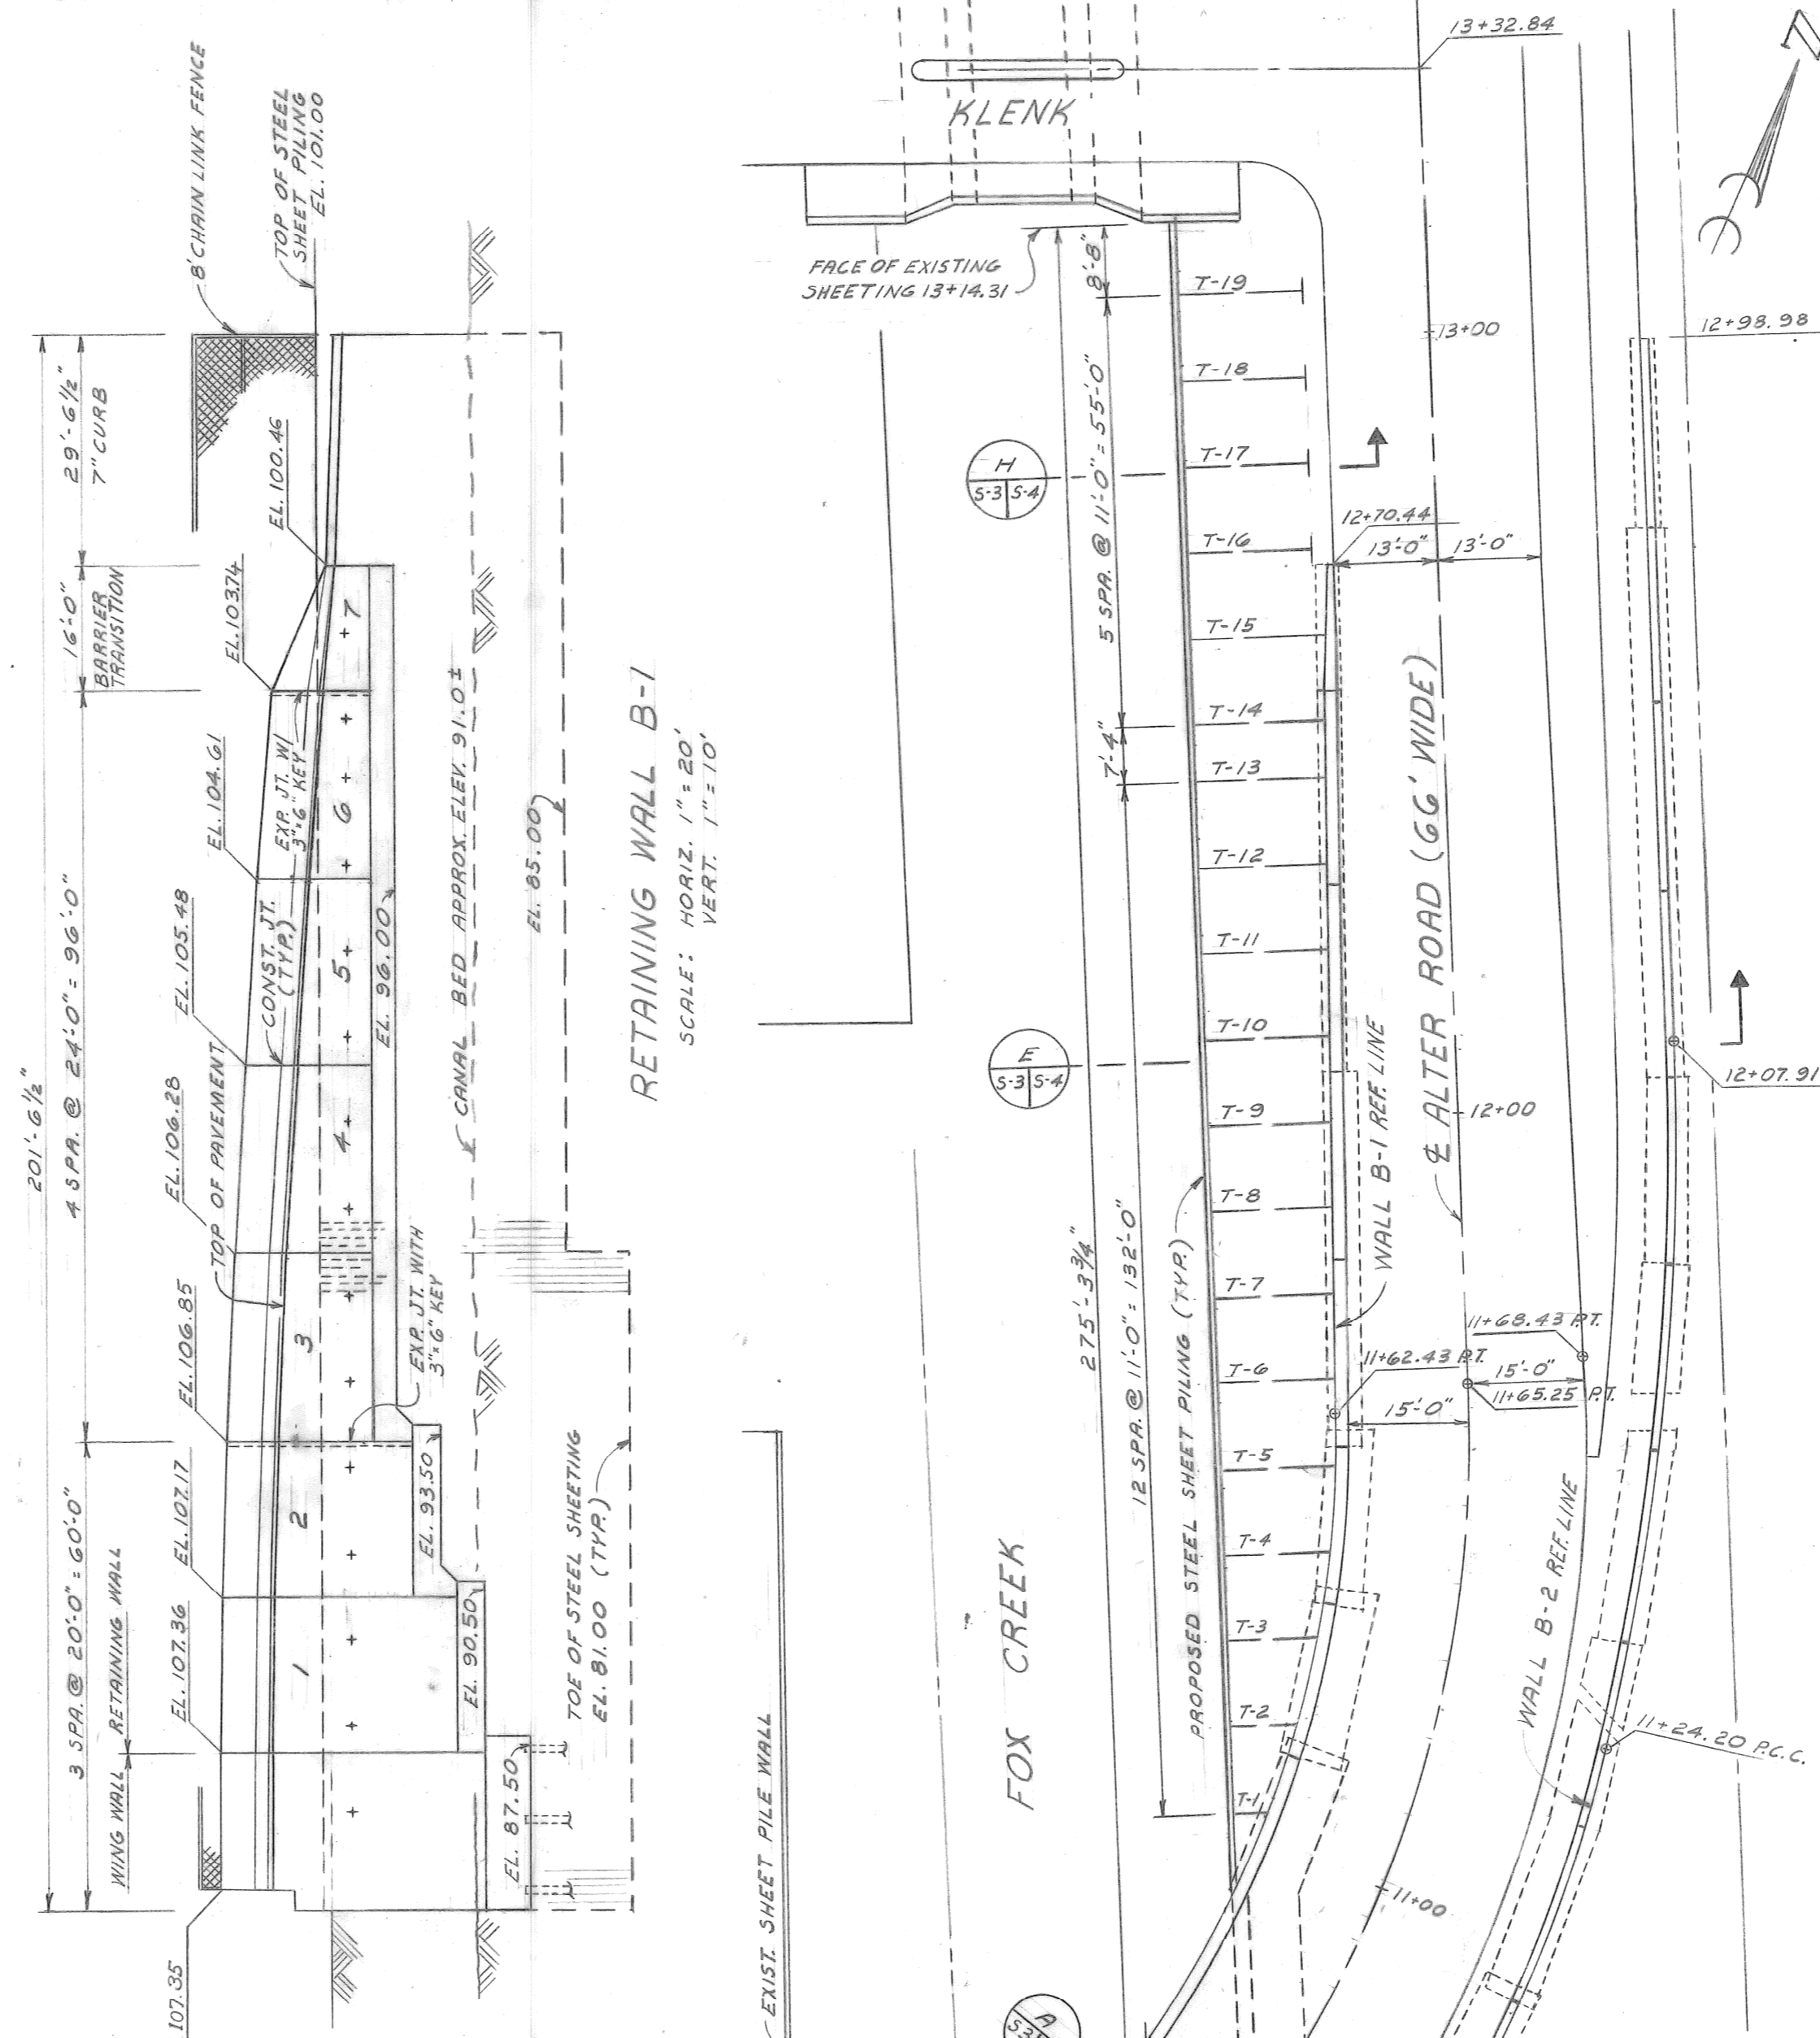 8' CHAIN LINK FENCE
TOP OF STEEL
SHEET PILING
EL. 101.00
201'-6 1/2"
29'-6 1/2"
7" CURB
16'-0"
BARRIER
TRANSITION
4 SPA. @ 24'-0" = 96'-0"
3 SPA. @ 20'-0" = 60'-0"
WING WALL
RETAINING WALL
EL. 100.46
EL. 103.74
EL. 104.61
EL. 105.48
EL. 106.28
EL. 106.85
EL. 107.17
EL. 107.36
107.35
EXP. JT. W/
3"x6" KEY
CONST. JT.
(TYP.)
TOP OF PAVEMENT
7
6
5
4
3
2
1
EL. 96.00
EXP. JT. WITH
3"x6" KEY
EL. 93.50
EL. 90.50
EL. 87.50
CANAL BED APPROX. ELEV. 91.0±
EL. 85.00
TOE OF STEEL SHEETING
EL. 81.00 (TYP.)
RETAINING WALL B-1
SCALE: HORIZ. 1" = 20'
VERT. 1" = 10'
EXIST. SHEET PILE WALL
KLENK
13+32.84
FACE OF EXISTING
SHEETING 13+14.31
8'-8"
5 SPA. @ 11'-0" = 55'-0"
7'-4"
12 SPA. @ 11'-0" = 132'-0"
275'-3 3/4"
H
S-3 S-4
E
S-3 S-4
A
FOX CREEK
PROPOSED STEEL SHEET PILING (TYP.)
T-19
T-18
T-17
T-16
T-15
T-14
T-13
T-12
T-11
T-10
T-9
T-8
T-7
T-6
T-5
T-4
T-3
T-2
T-1
13+00
12+98.98
12+70.44
13'-0"
13'-0"
℄ ALTER ROAD (66' WIDE)
WALL B-1 REF. LINE
12+07.91
12+00
11+68.43 P.T.
11+62.43 P.T.
15'-0"
11+65.25 P.T.
15'-0"
WALL B-2 REF. LINE
11+24.20 P.C.C.
11+00